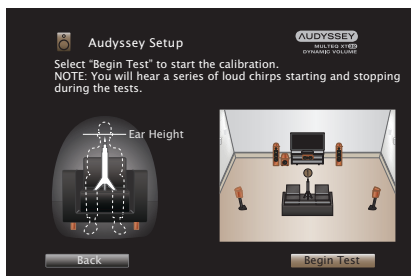 Audyssey Setup
AUDYSSEY
MULTEQ XT32
DYNAMIC VOLUME
Select “Begin Test” to start the calibration.
NOTE: You will hear a series of loud chirps starting and stopping
during the tests.
Ear Height
Back
Begin Test